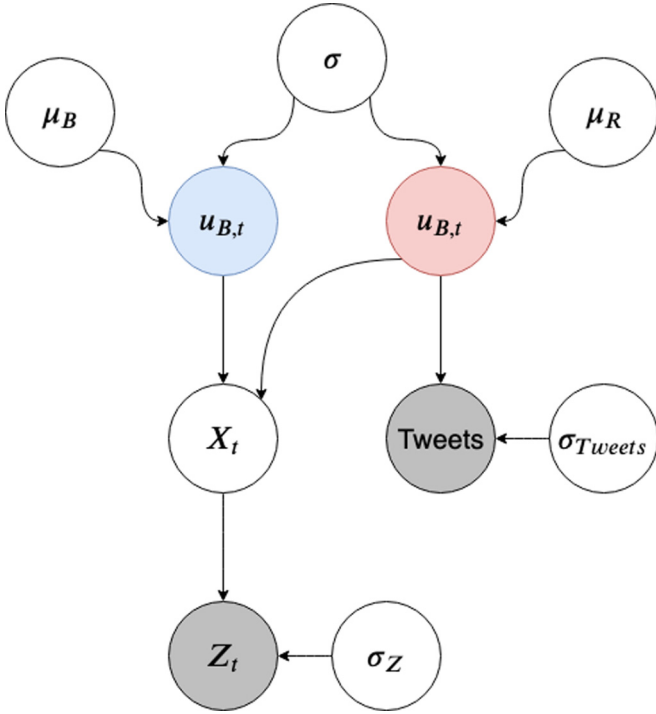 σ
μ_B
μ_R
u_{B,t}
u_{B,t}
X_t
Tweets
σ_{Tweets}
Z_t
σ_Z